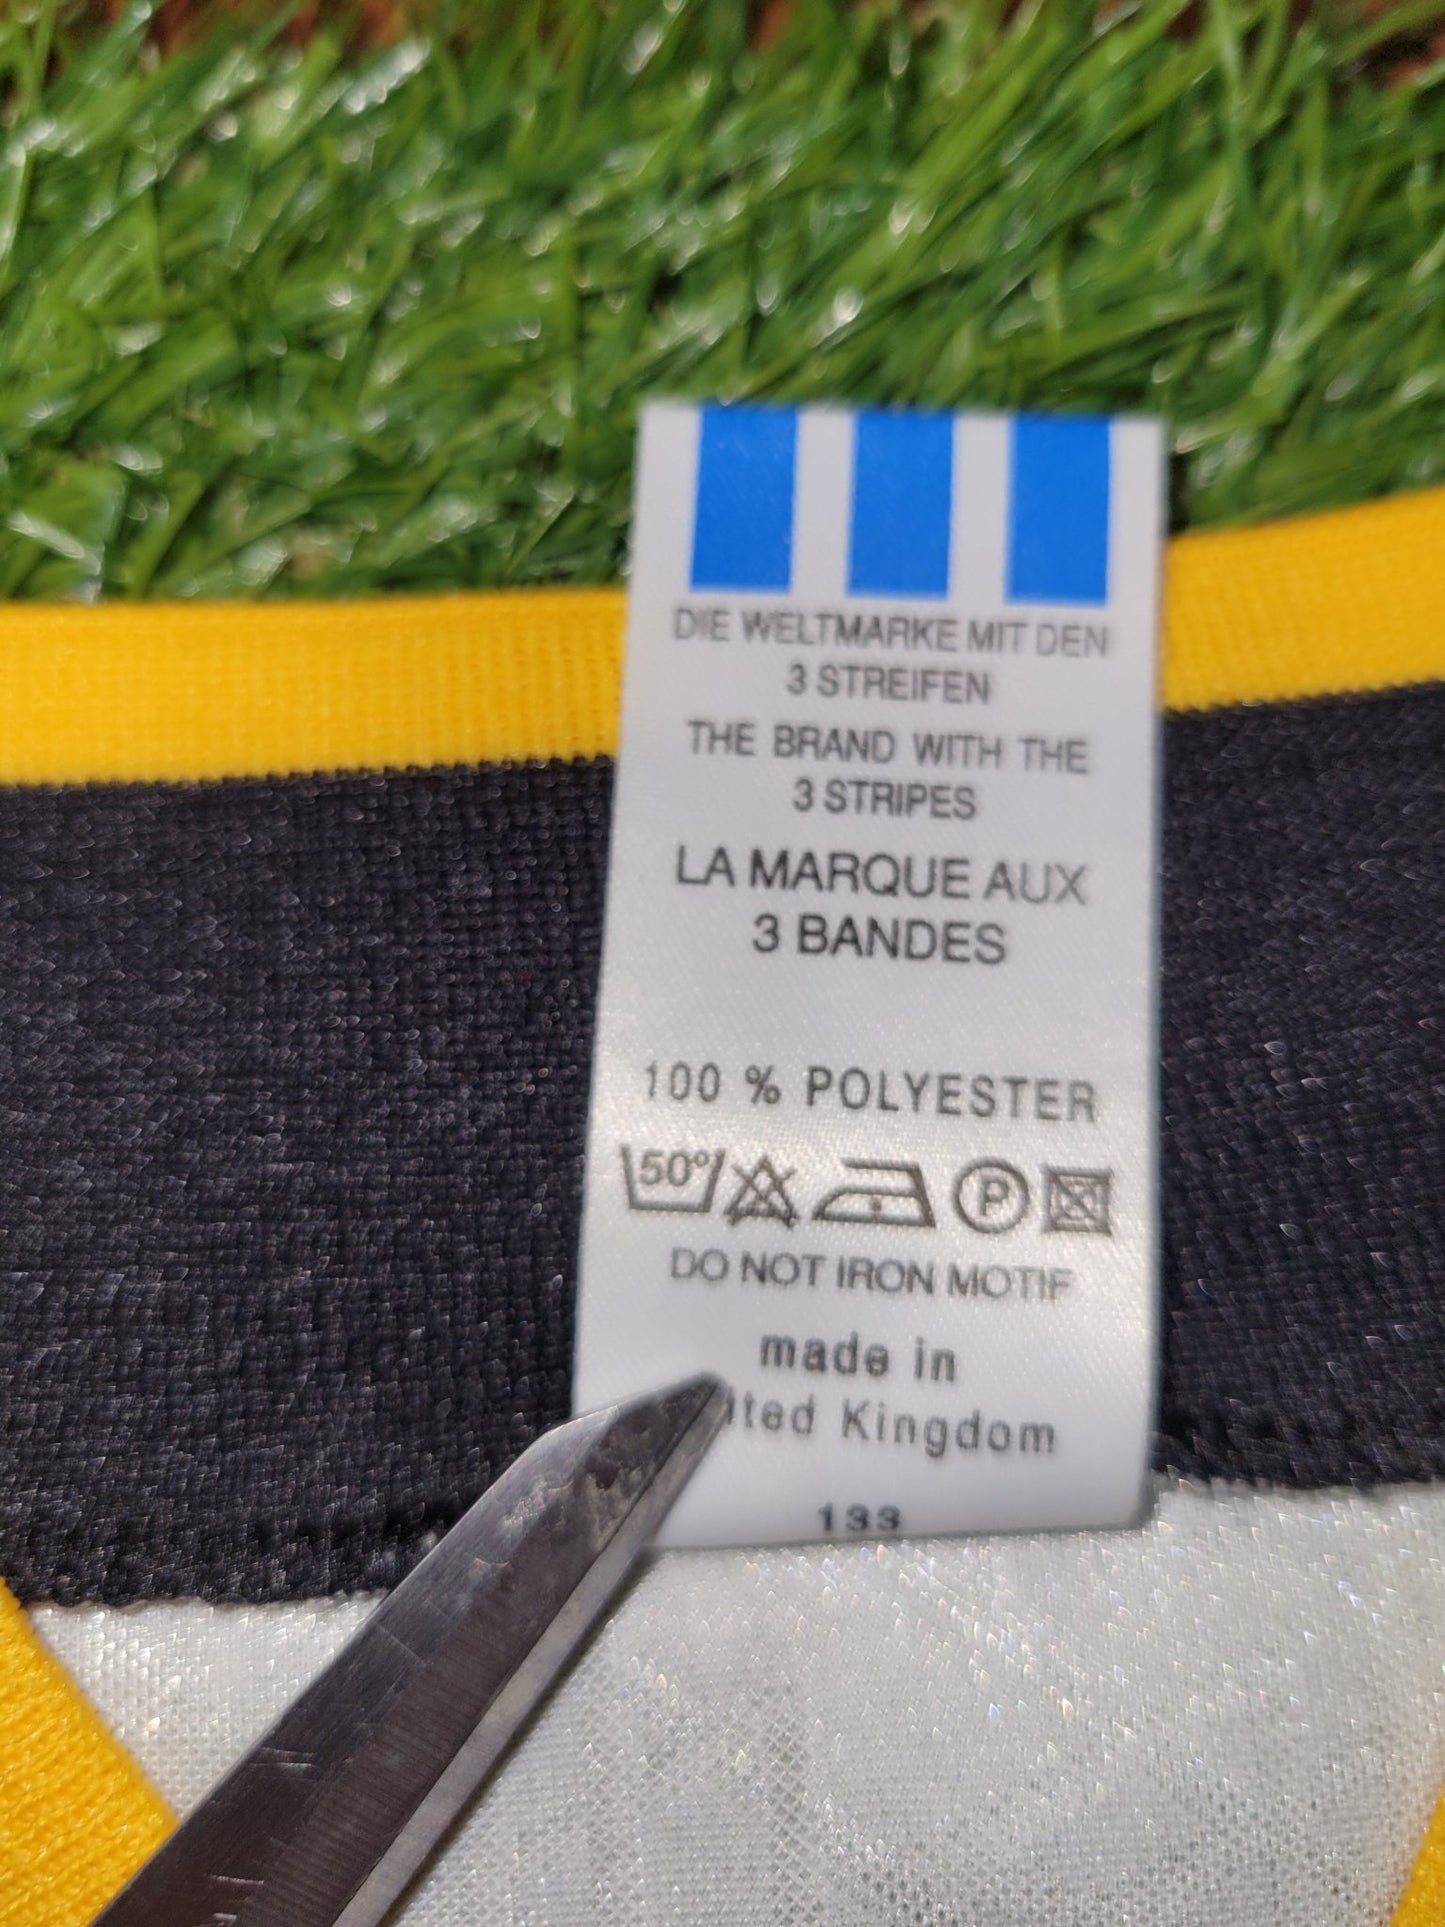 DIE WELTMARKE MIT DEN
3 STREIFEN
THE BRAND WITH THE
3 STRIPES
LA MARQUE AUX
3 BANDES
100 % POLYESTER
50° P
DO NOT IRON MOTIF
made in
ited Kingdom
133